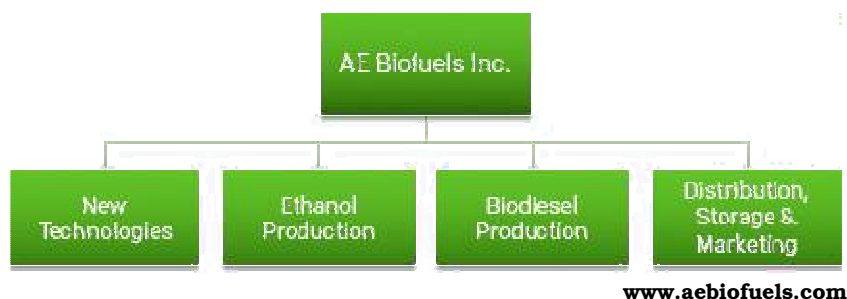 AE Biofuels Inc.
New
Technologies
Ethanol
Production
Biodiesel
Production
Distribution,
Storage &
Marketing
www.aebiofuels.com